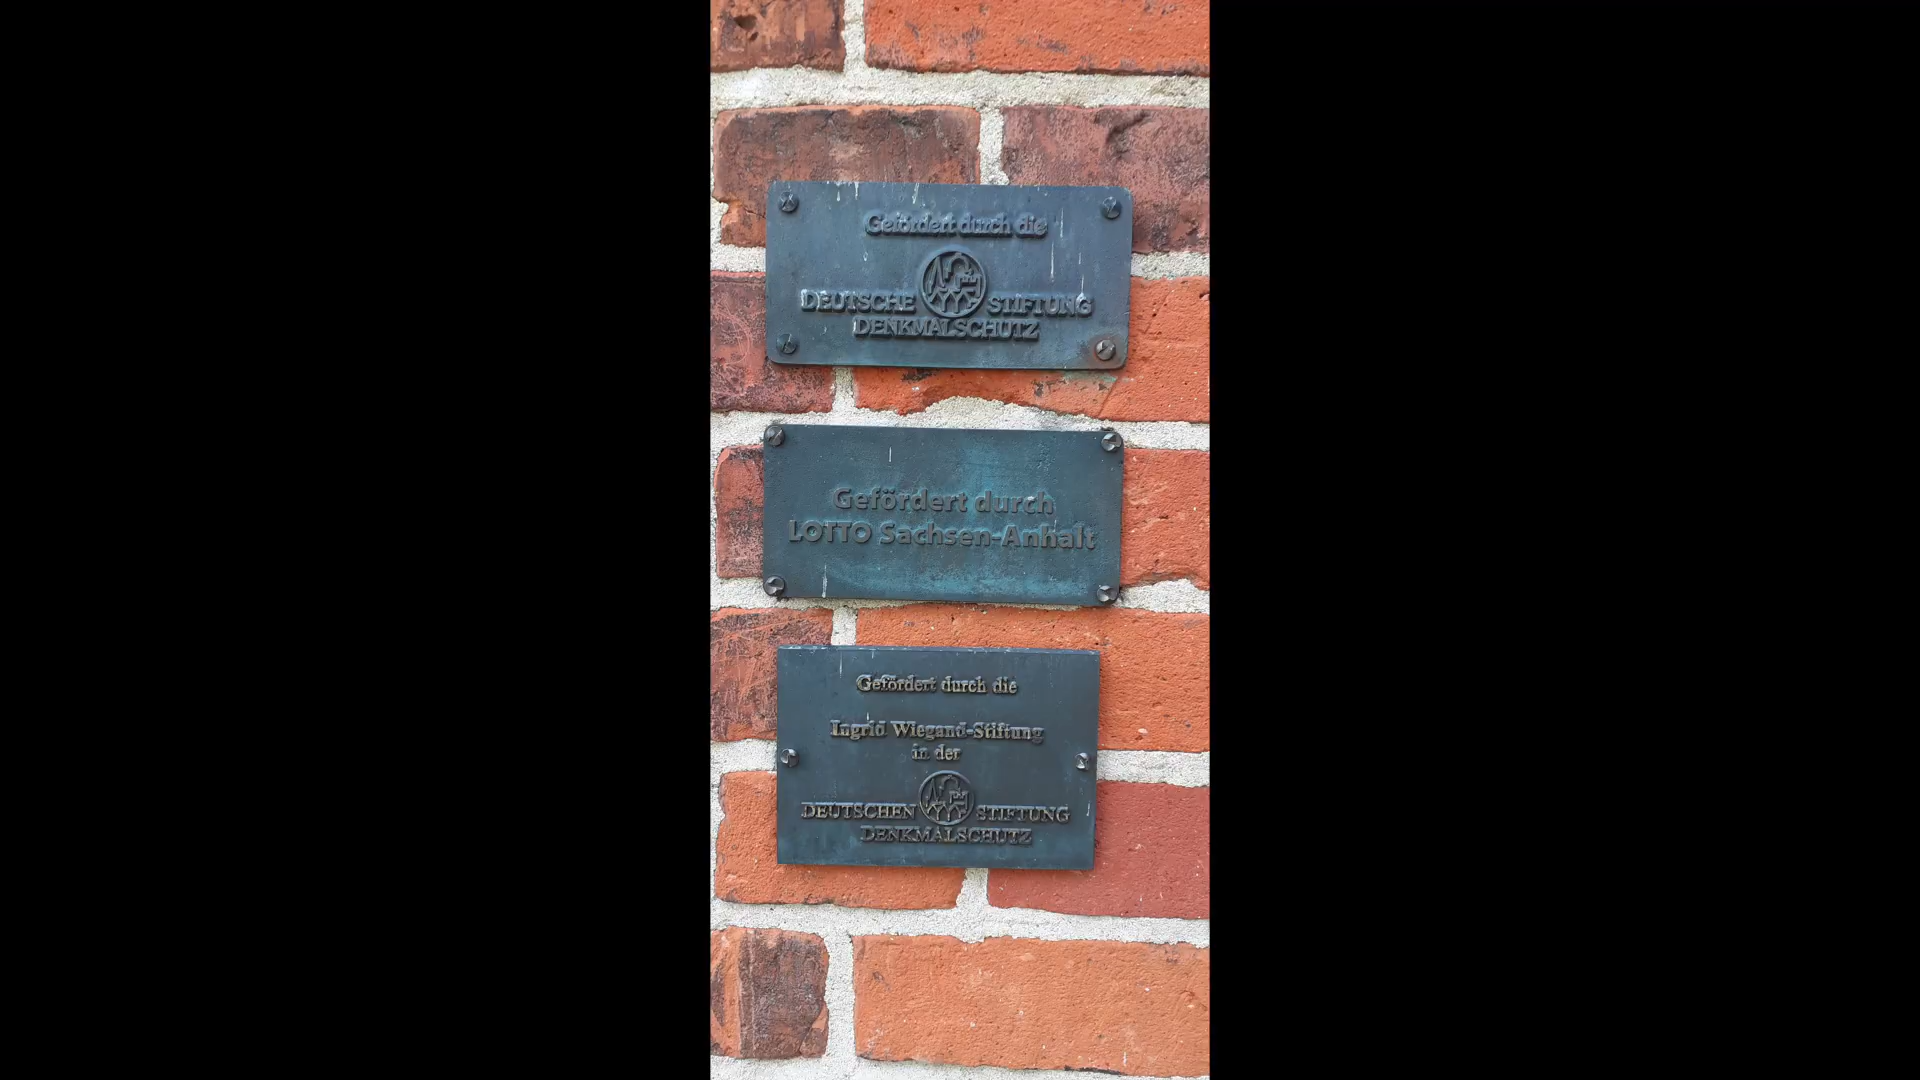 Gefördert durch die
DEUTSCHE STIFTUNG
DENKMALSCHUTZ
Gefördert durch
LOTTO Sachsen-Anhalt
Gefördert durch die
Ingrid Wiegand-Stiftung
in der
DEUTSCHEN STIFTUNG
DENKMALSCHUTZ